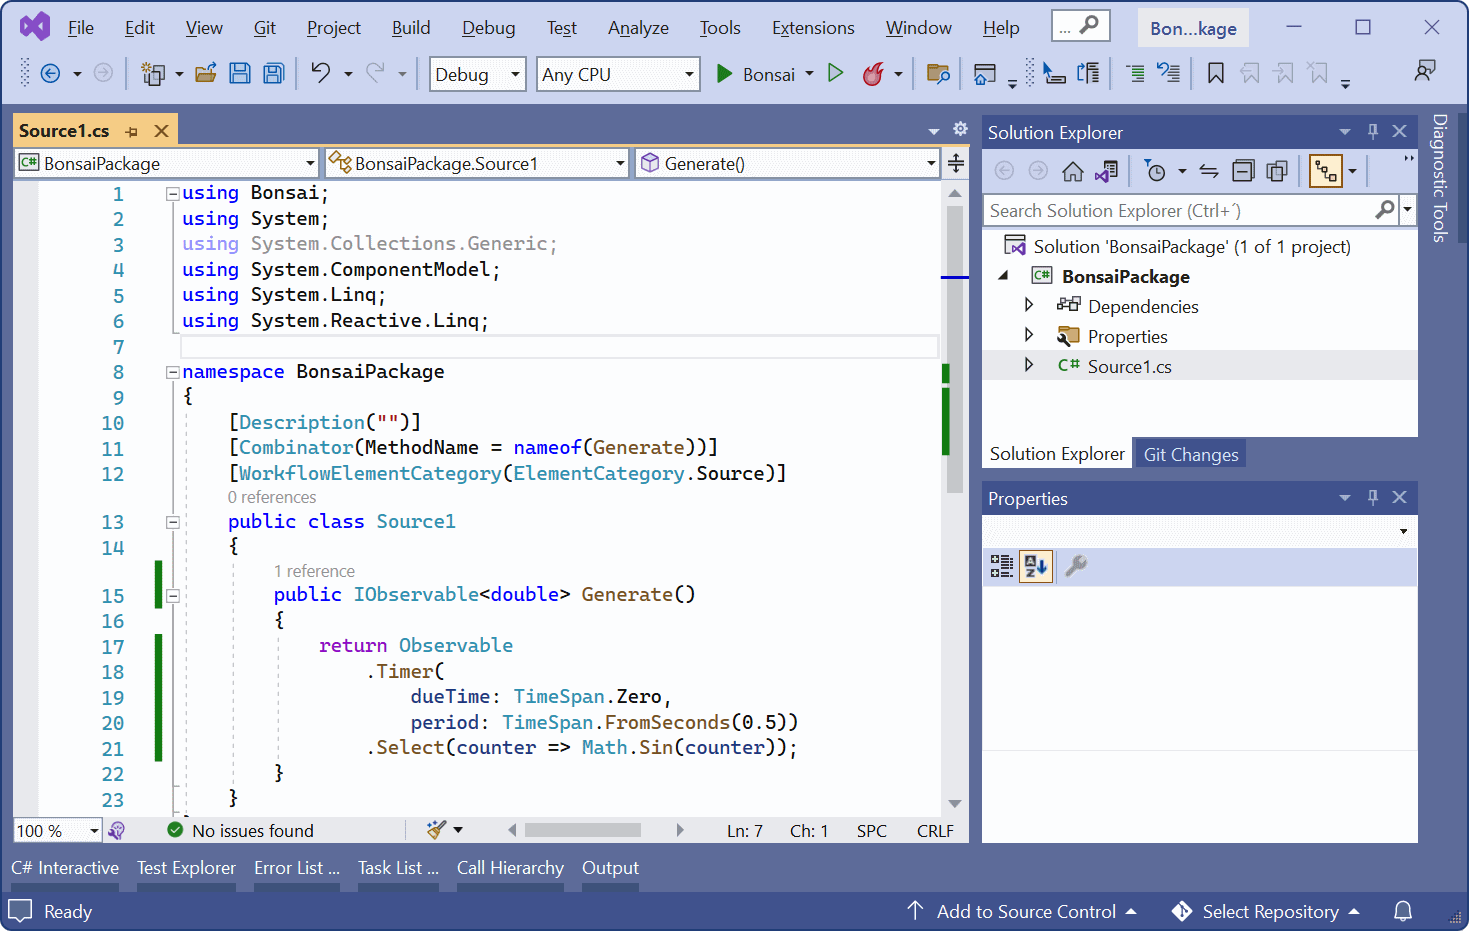 File Edit View Git Project Build Debug Test Analyze Tools Extensions Window Help ... Bon...kage
Debug Any CPU Bonsai
Source1.cs
BonsaiPackage BonsaiPackage.Source1 Generate()
1 using Bonsai;
2 using System;
3 using System.Collections.Generic;
4 using System.ComponentModel;
5 using System.Linq;
6 using System.Reactive.Linq;
7
8 namespace BonsaiPackage
9 {
10 [Description("")]
11 [Combinator(MethodName = nameof(Generate))]
12 [WorkflowElementCategory(ElementCategory.Source)]
0 references
13 public class Source1
14 {
1 reference
15 public IObservable<double> Generate()
16 {
17 return Observable
18 .Timer(
19 dueTime: TimeSpan.Zero,
20 period: TimeSpan.FromSeconds(0.5))
21 .Select(counter => Math.Sin(counter));
22 }
23 }
100 % No issues found Ln: 7 Ch: 1 SPC CRLF
Solution Explorer
Search Solution Explorer (Ctrl+´)
Solution 'BonsaiPackage' (1 of 1 project)
C# BonsaiPackage
Dependencies
Properties
C# Source1.cs
Solution Explorer Git Changes
Properties
Diagnostic Tools
C# Interactive Test Explorer Error List ... Task List ... Call Hierarchy Output
Ready Add to Source Control Select Repository